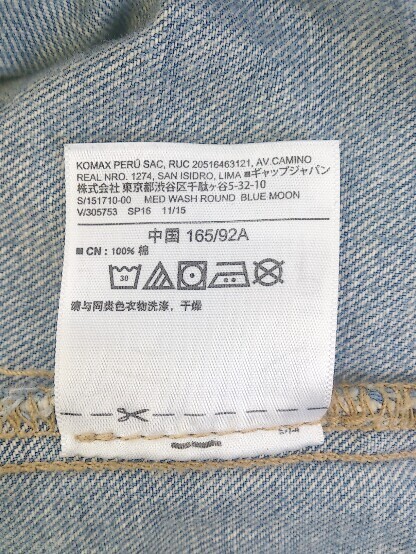 KOMAX PERÚ SAC, RUC 20516463121, AV.CAMINO
REAL NRO. 1274, SAN ISIDRO, LIMA ■ギャップジャパン
株式会社 東京都渋谷区千駄ヶ谷5-32-10
S/151710-00 MED WASH ROUND BLUE MOON
V/305753 SP16 11/15
中国 165/92A
■ CN : 100% 棉
30
请与同类色衣物洗涤, 干燥